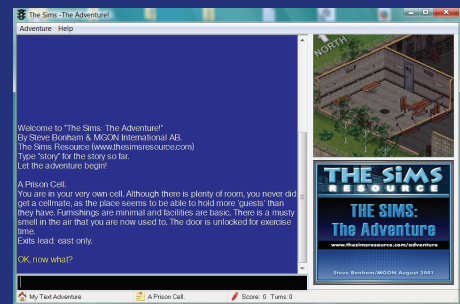 The Sims -The Adventure!
Adventure Help
NORTH
Welcome to "The Sims: The Adventure!"
By Steve Bonham & MGON International AB.
The Sims Resource (www.thesimsresource.com)
Type "story" for the story so far.
Let the adventure begin!
A Prison Cell.
You are in your very own cell. Although there is plenty of room, you never did
get a cellmate, as the place seems to be able to hold more 'guests' than
they have. Furnishings are minimal and facilities are basic. There is a musty
smell in the air that you are now used to. The door is unlocked for exercise
time.
Exits lead: east only.
OK, now what?
THE SIMS
RESOURCE
THE SIMS:
The Adventure
www.thesimsresource.com/adventure
Steve Bonham/MGON August 2001
My Text Adventure
A Prison Cell.
Score: 0 Turns: 0